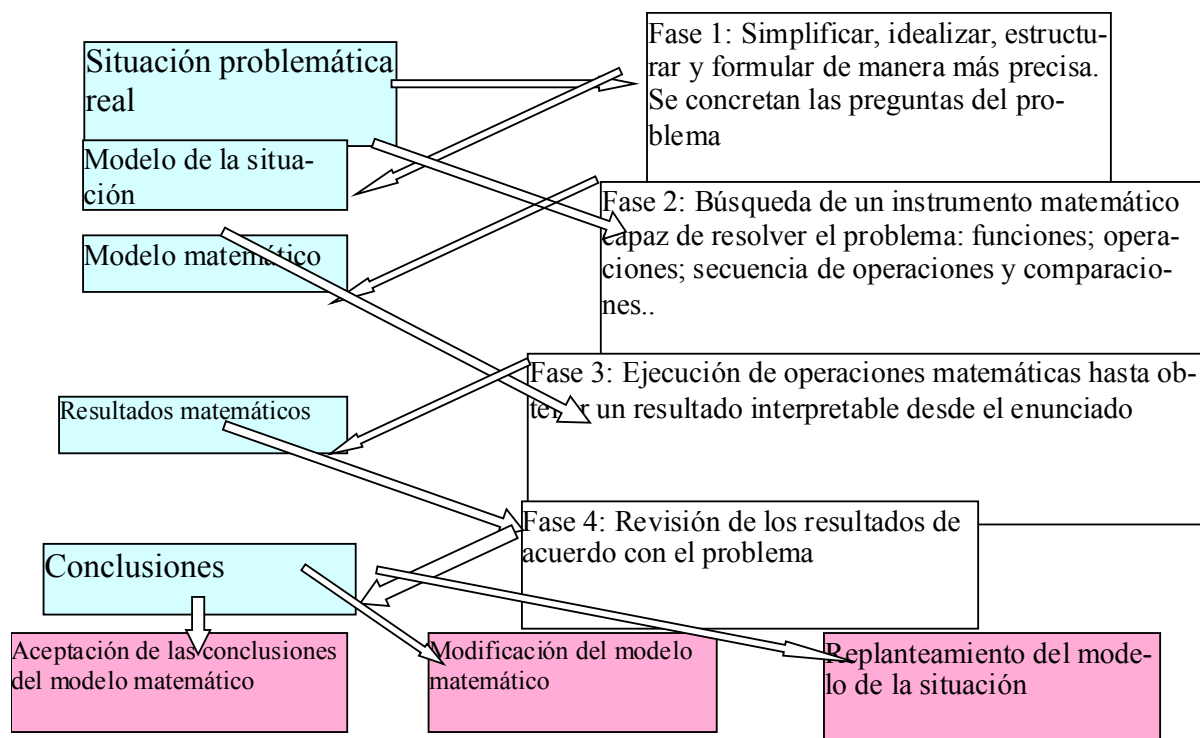 Situación problemática
real
Fase 1: Simplificar, idealizar, estructu-
rar y formular de manera más precisa.
Se concretan las preguntas del pro-
blema
Modelo de la situa-
ción
Fase 2: Búsqueda de un instrumento matemático
capaz de resolver el problema: funciones; opera-
ciones; secuencia de operaciones y comparacio-
nes..
Modelo matemático
Fase 3: Ejecución de operaciones matemáticas hasta ob-
tener un resultado interpretable desde el enunciado
Resultados matemáticos
Fase 4: Revisión de los resultados de
acuerdo con el problema
Conclusiones
Aceptación de las conclusiones
del modelo matemático
Modificación del modelo
matemático
Replanteamiento del mode-
lo de la situación